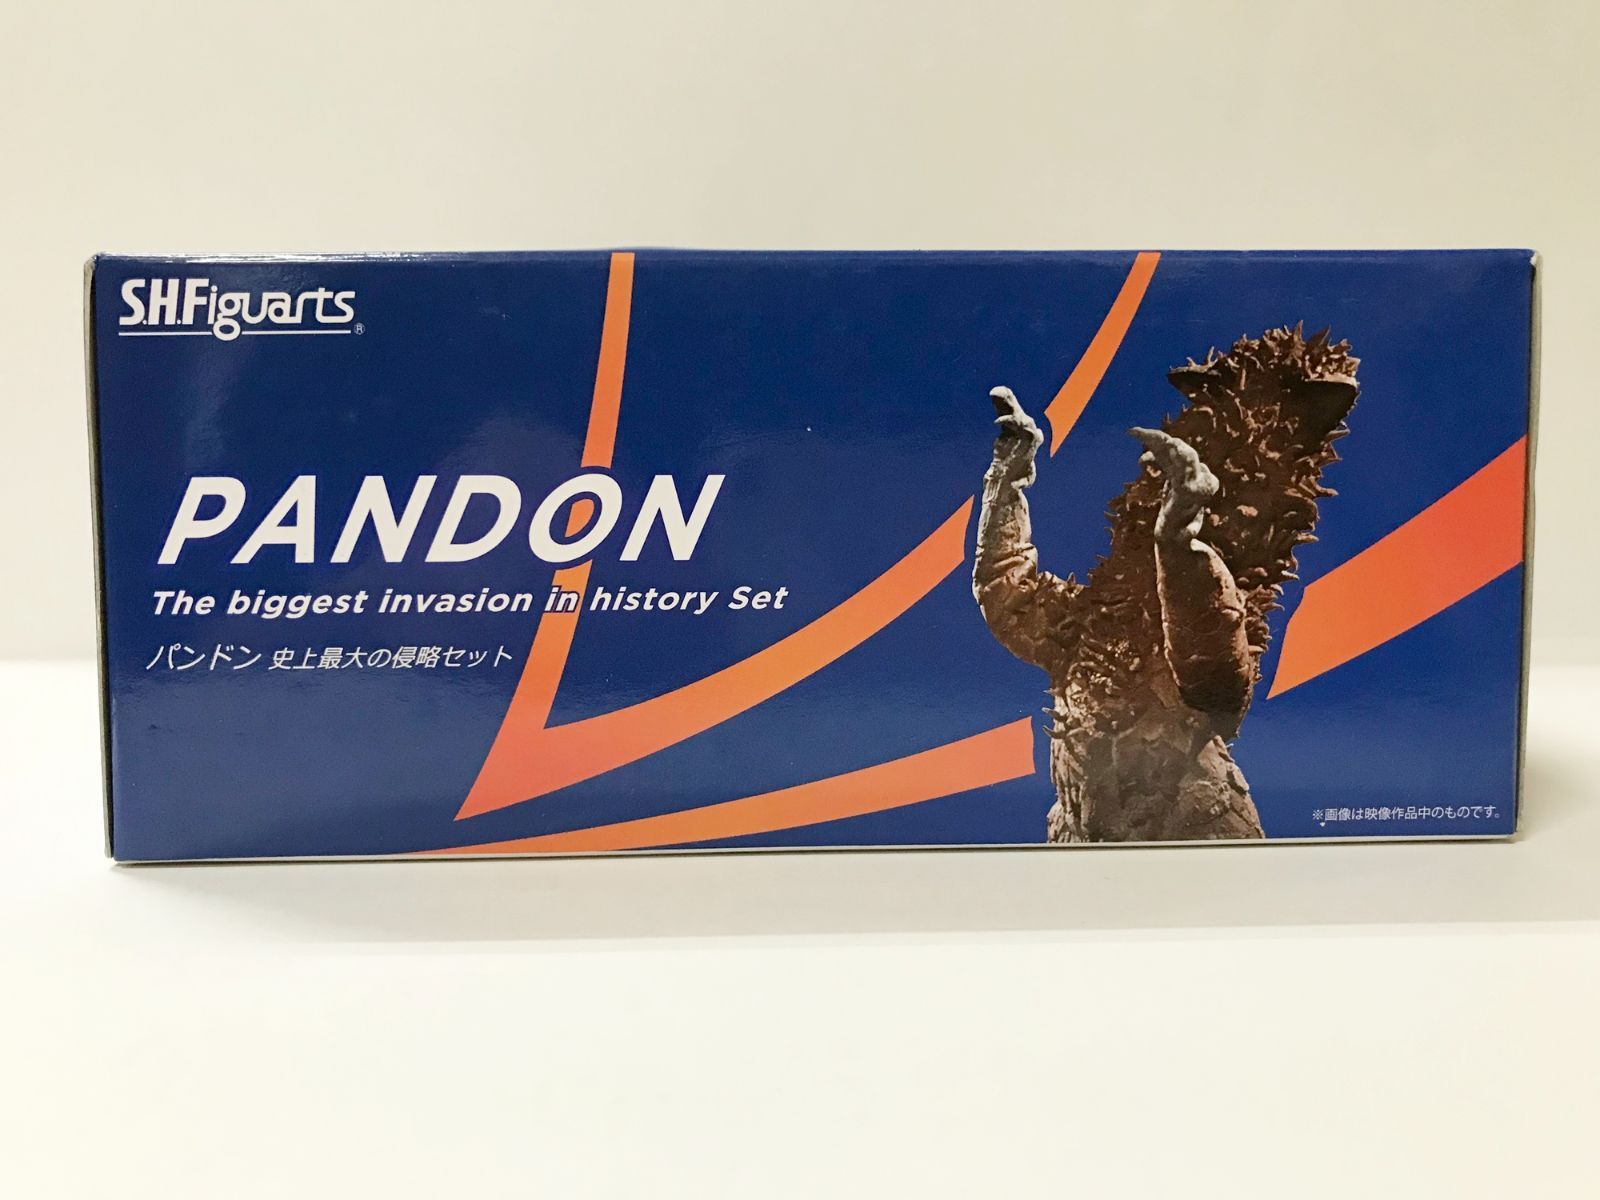 S.H.Figuarts®
PANDON
The biggest invasion in history Set
パンドン 史上最大の侵略セット
※画像は映像作品中のものです。